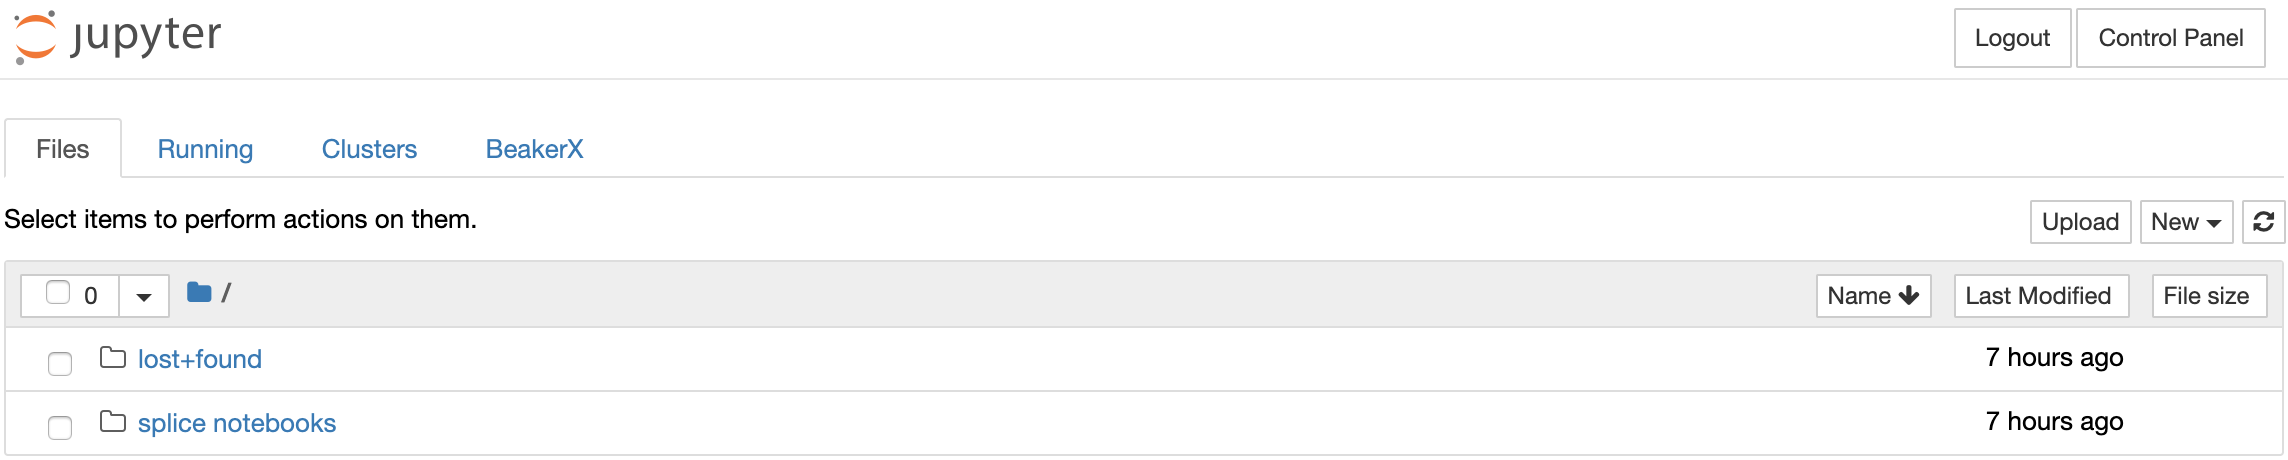 jupyter Logout Control Panel
Files Running Clusters BeakerX
Select items to perform actions on them. Upload New
0 / Name Last Modified File size
lost+found 7 hours ago
splice notebooks 7 hours ago